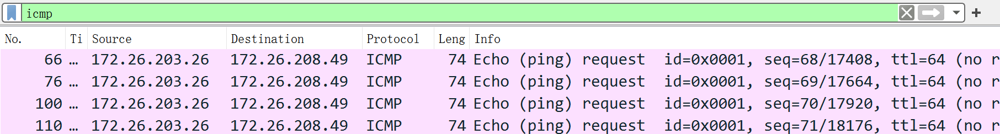 icmp
No. Ti Source Destination Protocol Leng Info
66 … 172.26.203.26 172.26.208.49 ICMP 74 Echo (ping) request id=0x0001, seq=68/17408, ttl=64 (no r
76 … 172.26.203.26 172.26.208.49 ICMP 74 Echo (ping) request id=0x0001, seq=69/17664, ttl=64 (no r
100 … 172.26.203.26 172.26.208.49 ICMP 74 Echo (ping) request id=0x0001, seq=70/17920, ttl=64 (no r
110 … 172.26.203.26 172.26.208.49 ICMP 74 Echo (ping) request id=0x0001, seq=71/18176, ttl=64 (no r